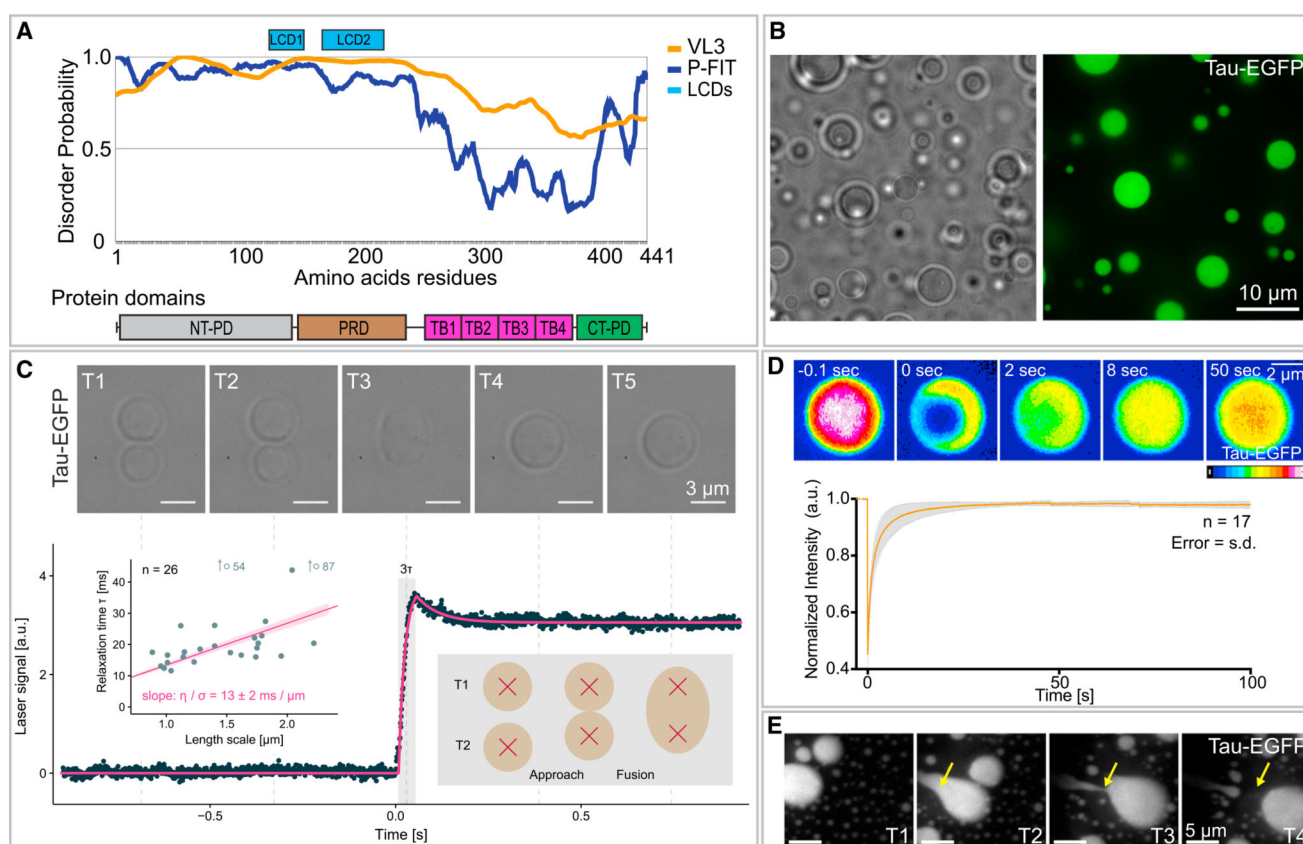 A
LCD1 LCD2
VL3
P-FIT
LCDs
Disorder Probability
1.0
0.5
0
1 100 200 300 400 441
Amino acids residues
Protein domains
NT-PD PRD TB1 TB2 TB3 TB4 CT-PD
B
Tau-EGFP
10 µm
C
Tau-EGFP
T1 T2 T3 T4 T5
3 µm
Laser signal [a.u.]
4
2
0
−0.5 0.0 0.5
Time [s]
3τ
n = 26
↑○ 54 ↑○ 87
Relaxation time τ [ms]
50
40
30
20
10
0
slope: η / σ = 13 ± 2 ms / µm
1.0 1.5 2.0
Length scale [µm]
T1
T2
Approach Fusion
D
-0.1 sec 0 sec 2 sec 8 sec 50 sec
2 µm
Tau-EGFP
Normalized Intensity (a.u.)
1.0
0.8
0.6
0.4
n = 17
Error = s.d.
0 50 100
Time [s]
E
Tau-EGFP
T1 T2 T3 T4
5 µm